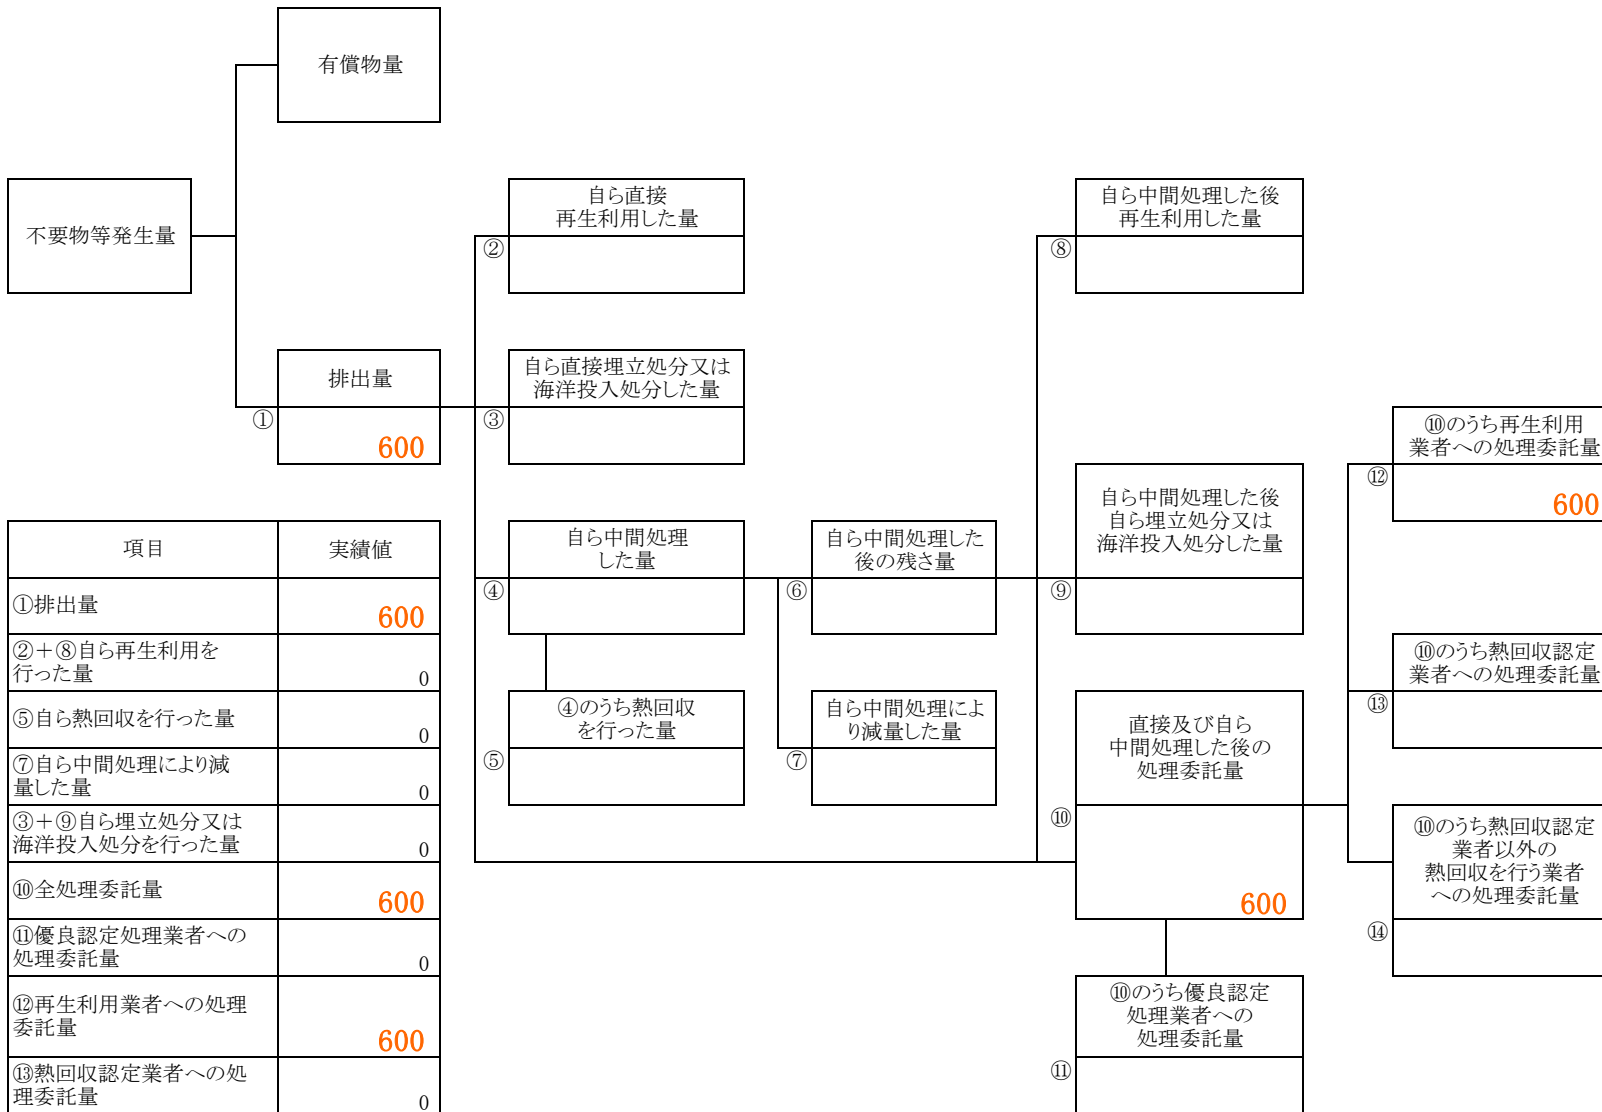 有償物量
不要物等発生量
自ら直接
再生利用した量
②
自ら中間処理した後
再生利用した量
⑧
排出量
①
600
自ら直接埋立処分又は
海洋投入処分した量
③
⑩のうち再生利用
業者への処理委託量
⑫
600
自ら中間処理
した量
④
自ら中間処理した
後の残さ量
⑥
自ら中間処理した後
自ら埋立処分又は
海洋投入処分した量
⑨
⑩のうち熱回収認定
業者への処理委託量
⑬
④のうち熱回収
を行った量
⑤
自ら中間処理によ
り減量した量
⑦
直接及び自ら
中間処理した後の
処理委託量
⑩
600
⑩のうち熱回収認定
業者以外の
熱回収を行う業者
への処理委託量
⑭
⑩のうち優良認定
処理業者への
処理委託量
⑪
項目 実績値
①排出量 600
②＋⑧自ら再生利用を
行った量 0
⑤自ら熱回収を行った量 0
⑦自ら中間処理により減
量した量 0
③＋⑨自ら埋立処分又は
海洋投入処分を行った量 0
⑩全処理委託量 600
⑪優良認定処理業者への
処理委託量 0
⑫再生利用業者への処理
委託量 600
⑬熱回収認定業者への処
理委託量 0